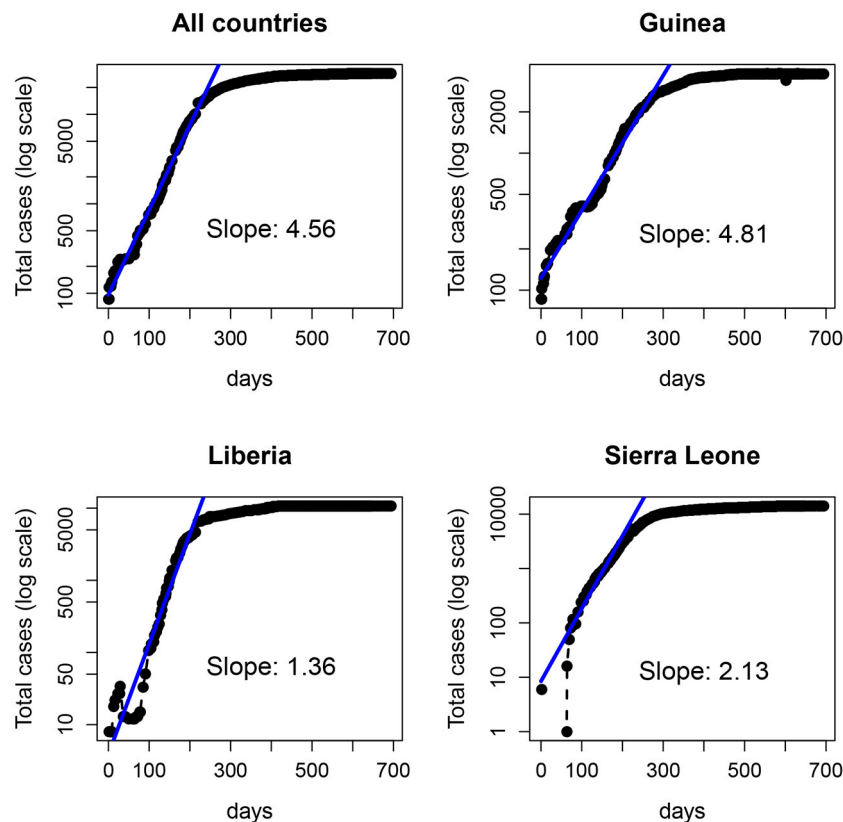 All countries
Total cases (log scale)
5000
500
100
Slope: 4.56
0 100 300 500 700
days
Guinea
Total cases (log scale)
2000
500
100
Slope: 4.81
0 100 300 500 700
days
Liberia
Total cases (log scale)
5000
500
50
10
Slope: 1.36
0 100 300 500 700
days
Sierra Leone
Total cases (log scale)
10000
100
10
1
Slope: 2.13
0 100 300 500 700
days